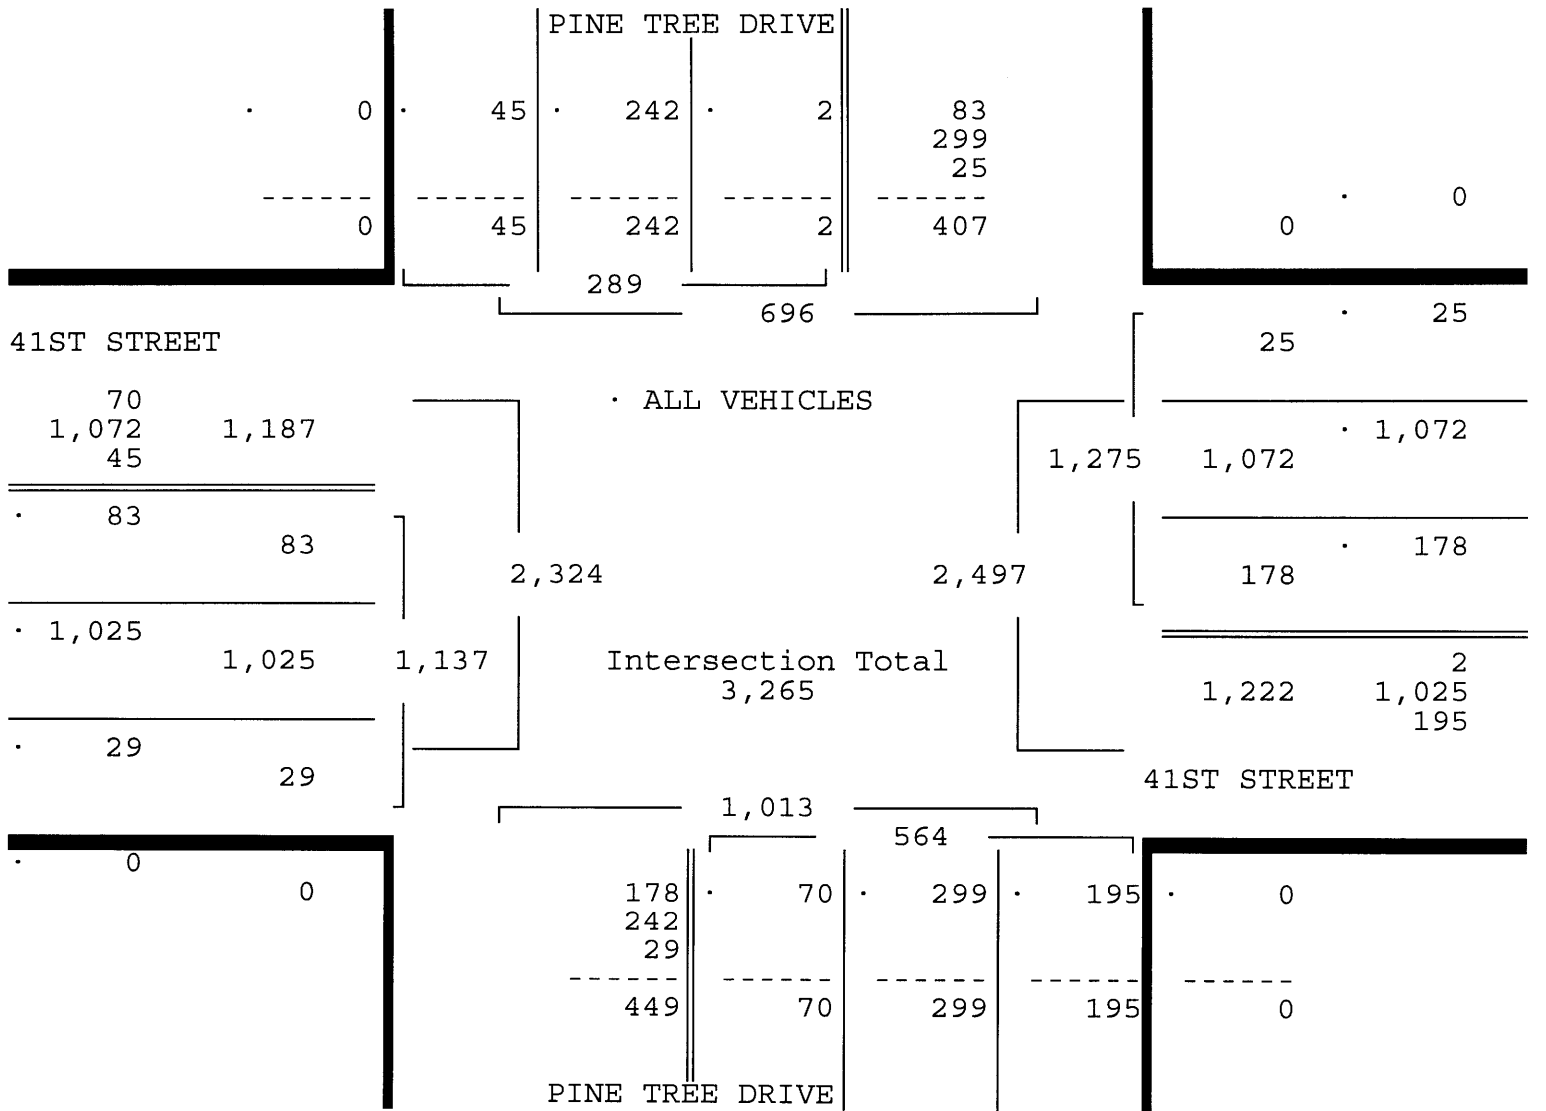 PINE TREE DRIVE
· 0 · 45 · 242 · 2 83
299
25
· 0
------ ------ ------ ------ ------
0 45 242 2 407 0
289
696
· 25
41ST STREET 25
70 · ALL VEHICLES
1,072 1,187 · 1,072
45 1,275 1,072
· 83
83 · 178
2,324 2,497 178
· 1,025
1,025 1,137 Intersection Total 2
3,265 1,222 1,025
195
· 29
29 41ST STREET
1,013
564
· 0
0 178 · 70 · 299 · 195 · 0
242
29
------ ------ ------ ------ ------
449 70 299 195 0
PINE TREE DRIVE